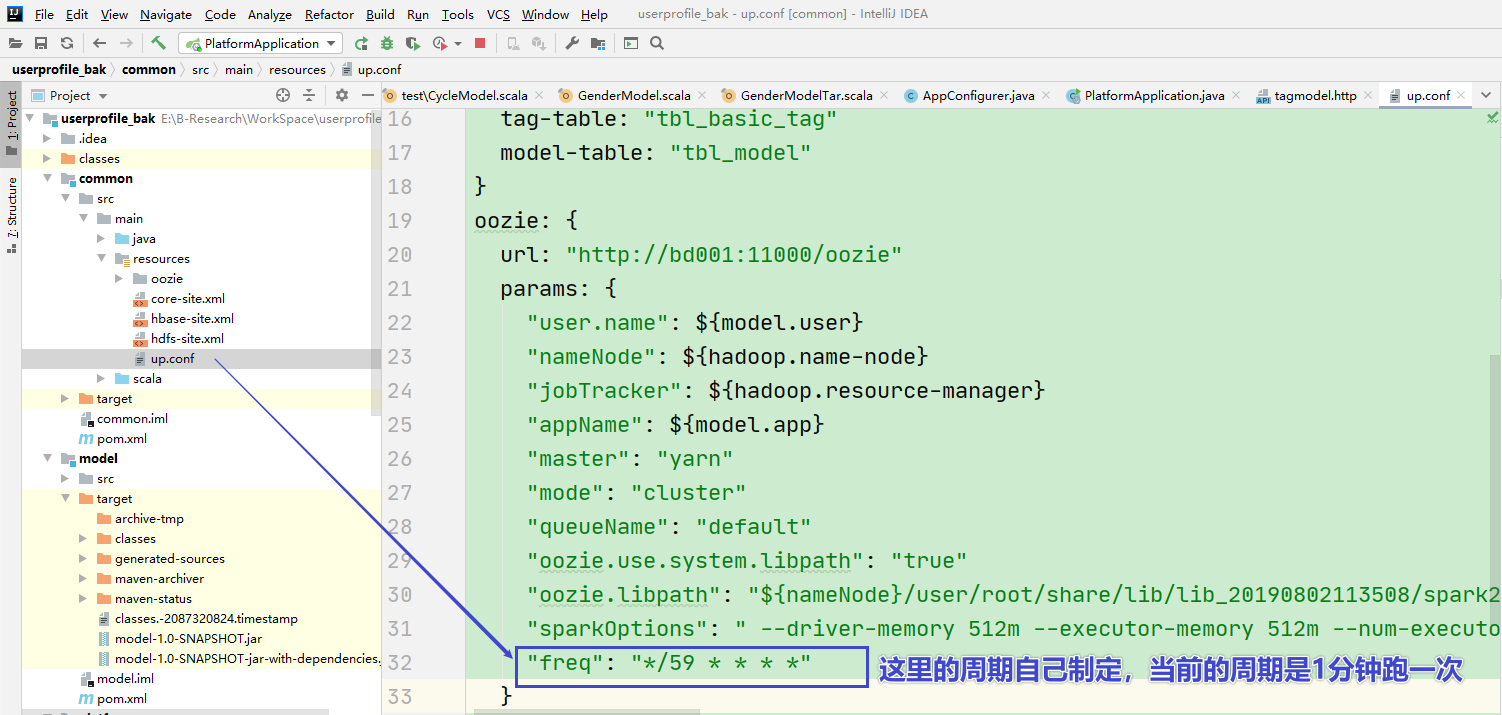 File Edit View Navigate Code Analyze Refactor Build Run Tools VCS Window Help userprofile_bak - up.conf [common] - IntelliJ IDEA
PlatformApplication
userprofile_bak common src main resources up.conf
Project
test\CycleModel.scala GenderModel.scala GenderModelTar.scala AppConfigurer.java PlatformApplication.java tagmodel.http up.conf
1: Project
7: Structure
userprofile_bak E:\B-Research\WorkSpace\userprofile
.idea
classes
common
src
main
java
resources
oozie
core-site.xml
hbase-site.xml
hdfs-site.xml
up.conf
scala
target
common.iml
pom.xml
model
src
target
archive-tmp
classes
generated-sources
maven-archiver
maven-status
classes.-2087320824.timestamp
model-1.0-SNAPSHOT.jar
model-1.0-SNAPSHOT-jar-with-dependencies.
model.iml
pom.xml
16 tag-table: "tbl_basic_tag"
17 model-table: "tbl_model"
18 }
19 oozie: {
20 url: "http://bd001:11000/oozie"
21 params: {
22 "user.name": ${model.user}
23 "nameNode": ${hadoop.name-node}
24 "jobTracker": ${hadoop.resource-manager}
25 "appName": ${model.app}
26 "master": "yarn"
27 "mode": "cluster"
28 "queueName": "default"
29 "oozie.use.system.libpath": "true"
30 "oozie.libpath": "${nameNode}/user/root/share/lib/lib_20190802113508/spark2
31 "sparkOptions": " --driver-memory 512m --executor-memory 512m --num-executo
32 "freq": "*/59 * * * *" 这里的周期自己制定，当前的周期是1分钟跑一次
33 }